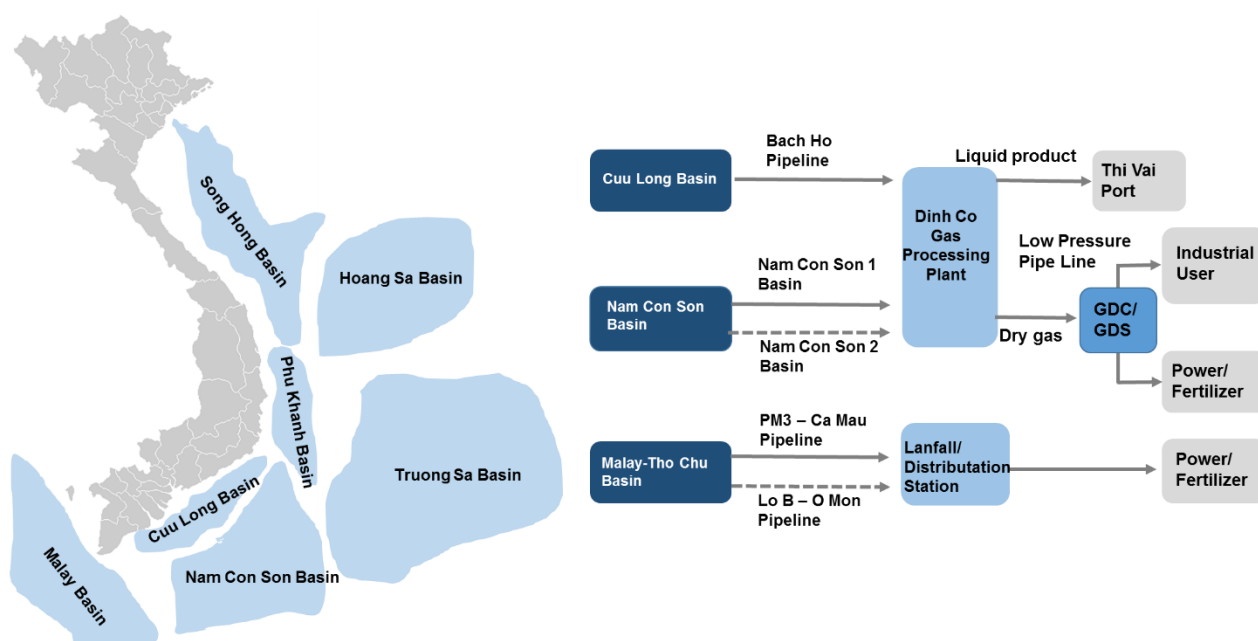 Song Hong Basin
Hoang Sa Basin
Phu Khanh Basin
Truong Sa Basin
Cuu Long Basin
Nam Con Son Basin
Malay Basin
Cuu Long Basin
Bach Ho
Pipeline
Nam Con Son
Basin
Nam Con Son 1
Basin
Nam Con Son 2
Basin
Dinh Co
Gas
Processing
Plant
Liquid product
Thi Vai
Port
Low Pressure
Pipe Line
Dry gas
GDC/
GDS
Industrial
User
Power/
Fertilizer
Malay-Tho Chu
Basin
PM3 – Ca Mau
Pipeline
Lo B – O Mon
Pipeline
Lanfall/
Distributation
Station
Power/
Fertilizer